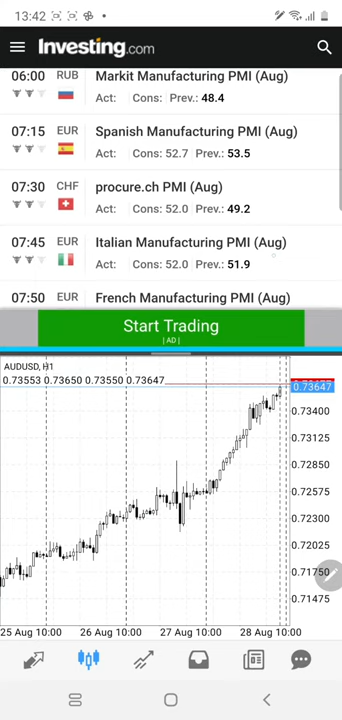 13:42
Investing.com
06:00 RUB Markit Manufacturing PMI (Aug)
Act: Cons: Prev.: 48.4
07:15 EUR Spanish Manufacturing PMI (Aug)
Act: Cons: 52.7 Prev.: 53.5
07:30 CHF procure.ch PMI (Aug)
Act: Cons: 52.0 Prev.: 49.2
07:45 EUR Italian Manufacturing PMI (Aug)
Act: Cons: 52.0 Prev.: 51.9
07:50 EUR French Manufacturing PMI (Aug)
Start Trading
[ AD ]
AUDUSD, H1
0.73553 0.73650 0.73550 0.73647
0.73647
0.73400
0.73125
0.72850
0.72575
0.72300
0.72025
0.71750
0.71475
25 Aug 10:00 26 Aug 10:00 27 Aug 10:00 28 Aug 10:00